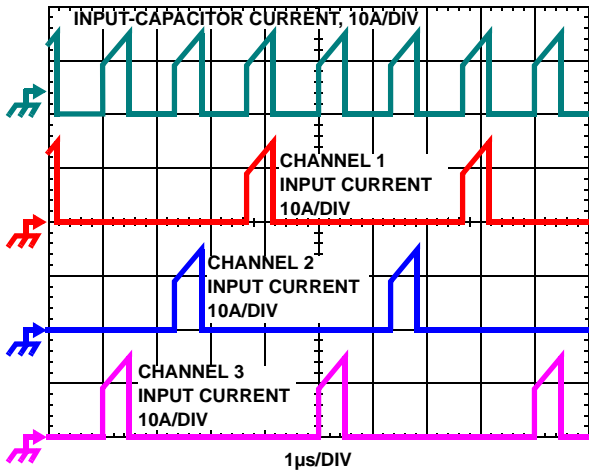 INPUT-CAPACITOR CURRENT, 10A/DIV
CHANNEL 1
INPUT CURRENT
10A/DIV
CHANNEL 2
INPUT CURRENT
10A/DIV
CHANNEL 3
INPUT CURRENT
10A/DIV
1μs/DIV